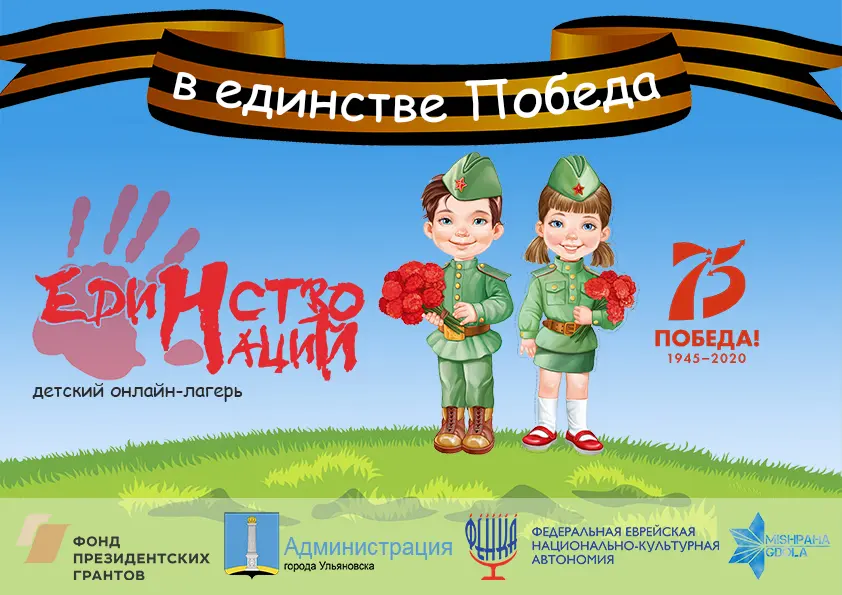 в единстве Победа
ЕдиНство
Наций
детский онлайн-лагерь
75
ПОБЕДА!
1945–2020
ФОНД
ПРЕЗИДЕНТСКИХ
ГРАНТОВ
Администрация
города Ульяновска
ФЕНКА
ФЕДЕРАЛЬНАЯ ЕВРЕЙСКАЯ
НАЦИОНАЛЬНО-КУЛЬТУРНАЯ
АВТОНОМИЯ
MISHPAHA
GDOLA